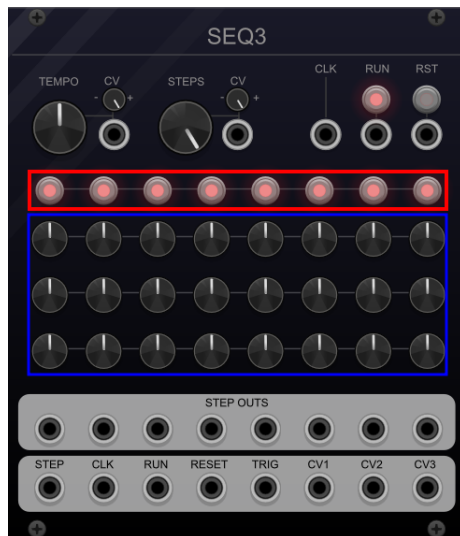 SEQ3
TEMPO CV STEPS CV CLK RUN RST
- + - +
STEP OUTS
STEP CLK RUN RESET TRIG CV1 CV2 CV3